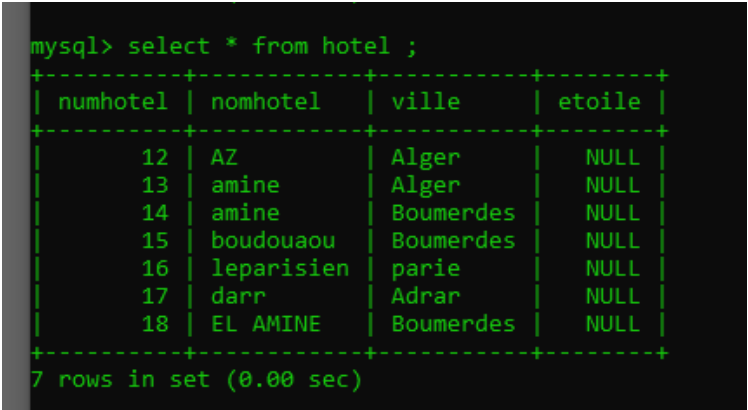 mysql> select * from hotel ;
+----------+------------+-----------+--------+
| numhotel | nomhotel   | ville     | etoile |
+----------+------------+-----------+--------+
|       12 | AZ         | Alger     |   NULL |
|       13 | amine      | Alger     |   NULL |
|       14 | amine      | Boumerdes |   NULL |
|       15 | boudouaou  | Boumerdes |   NULL |
|       16 | leparisien | parie     |   NULL |
|       17 | darr       | Adrar     |   NULL |
|       18 | EL AMINE   | Boumerdes |   NULL |
+----------+------------+-----------+--------+
7 rows in set (0.00 sec)